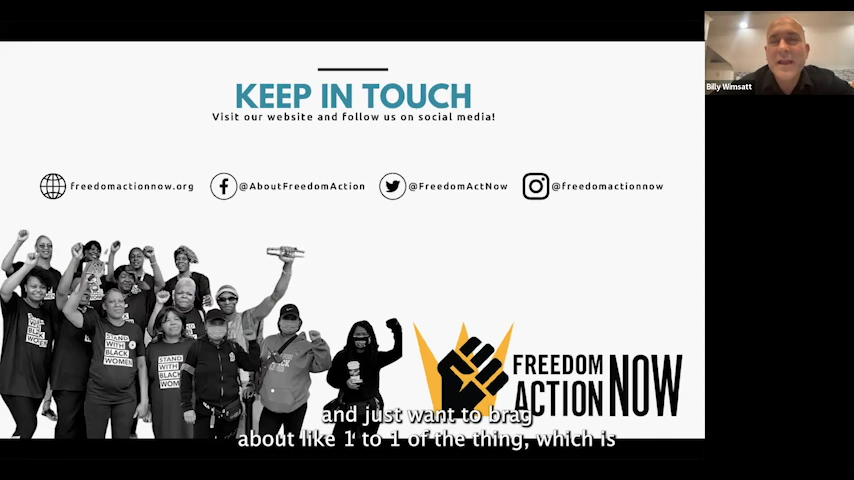 KEEP IN TOUCH
Visit our website and follow us on social media!
freedomactionnow.org
@AboutFreedomAction
@FreedomActNow
@freedomactionnow
Billy Wimsatt
STAND WITH BLACK WOMEN
STAND WITH BLACK WOMEN
FREEDOM
ACTION NOW
and just want to brag
about like 1 to 1 of the thing, which is